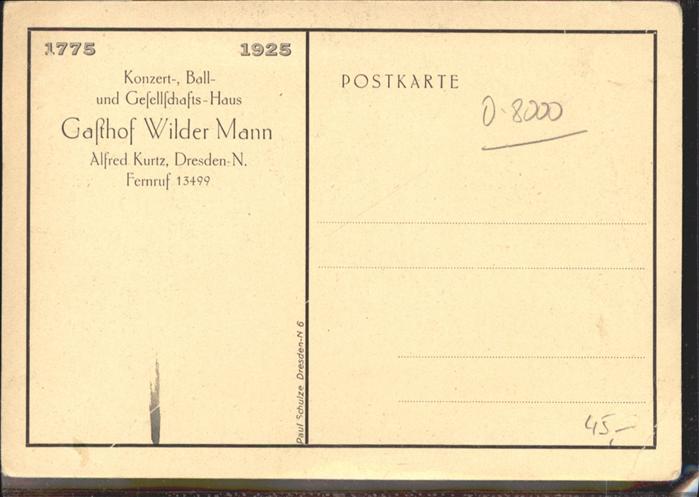 1775 1925
Konzert-, Ball-
und Geſellſchafts-Haus
Gaſthof Wilder Mann
Alfred Kurtz, Dresden-N.
Fernruf 13499
Paul Schulze Dresden-N 6
POSTKARTE
D-8000
45,-